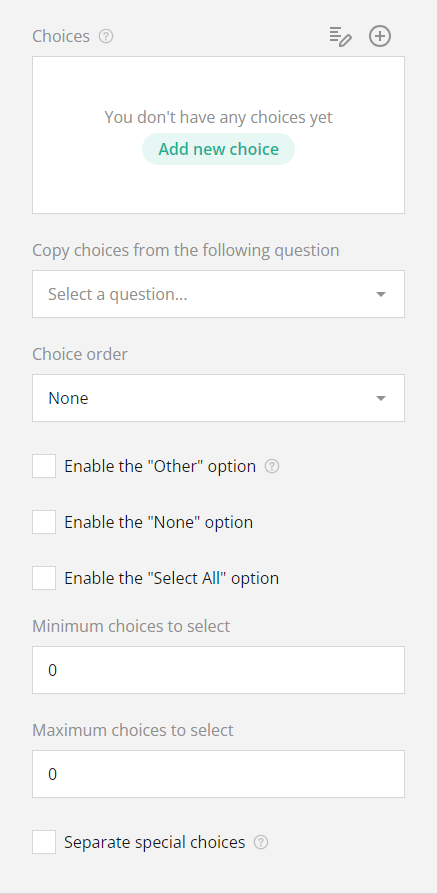 Choices
You don't have any choices yet
Add new choice
Copy choices from the following question
Select a question...
Choice order
None
Enable the "Other" option
Enable the "None" option
Enable the "Select All" option
Minimum choices to select
0
Maximum choices to select
0
Separate special choices